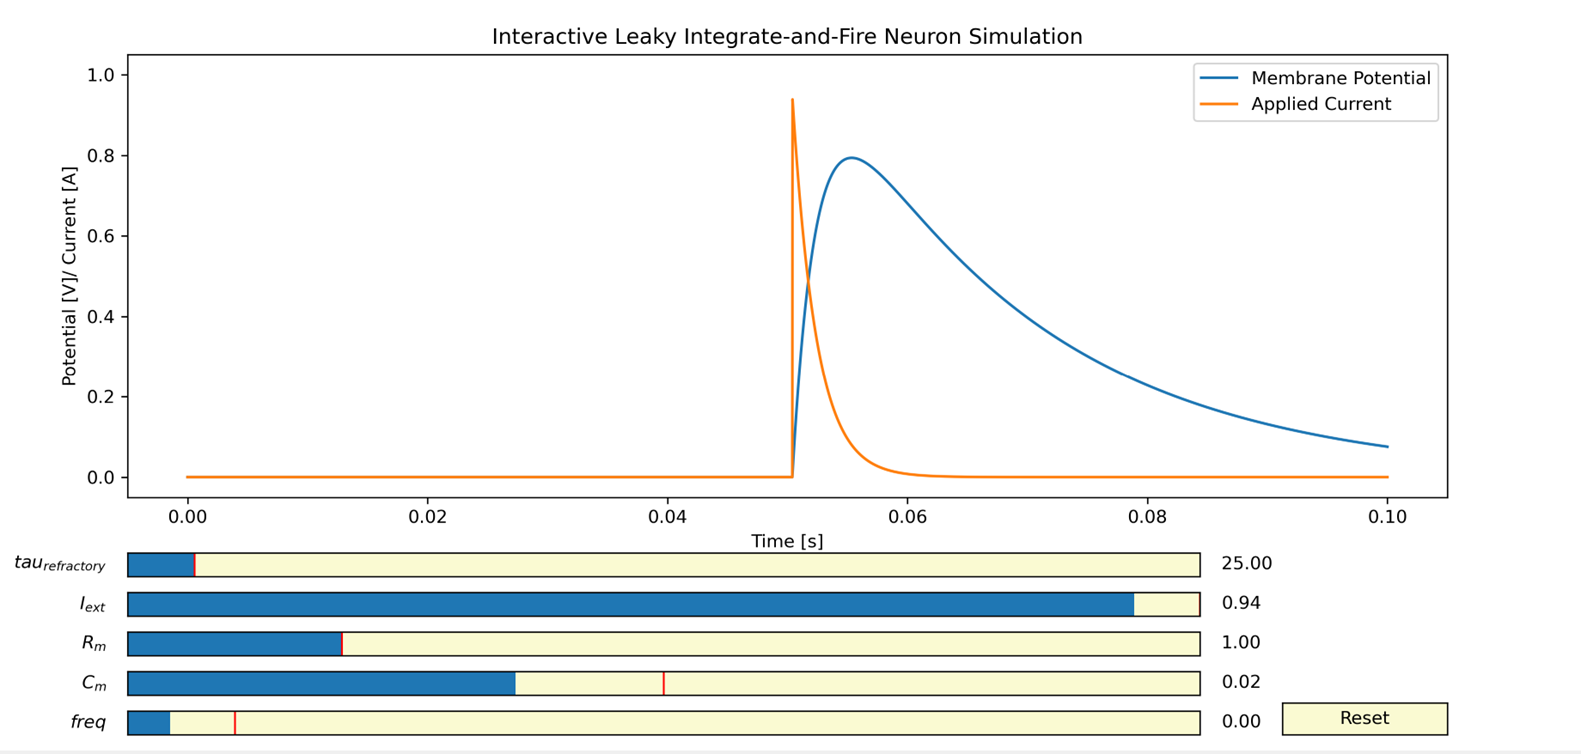 Interactive Leaky Integrate-and-Fire Neuron Simulation
Membrane Potential
Applied Current
Potential [V]/ Current [A]
1.0
0.8
0.6
0.4
0.2
0.0
0.00 0.02 0.04 0.06 0.08 0.10
Time [s]
tau_refractory 25.00
I_ext 0.94
R_m 1.00
C_m 0.02
freq 0.00
Reset